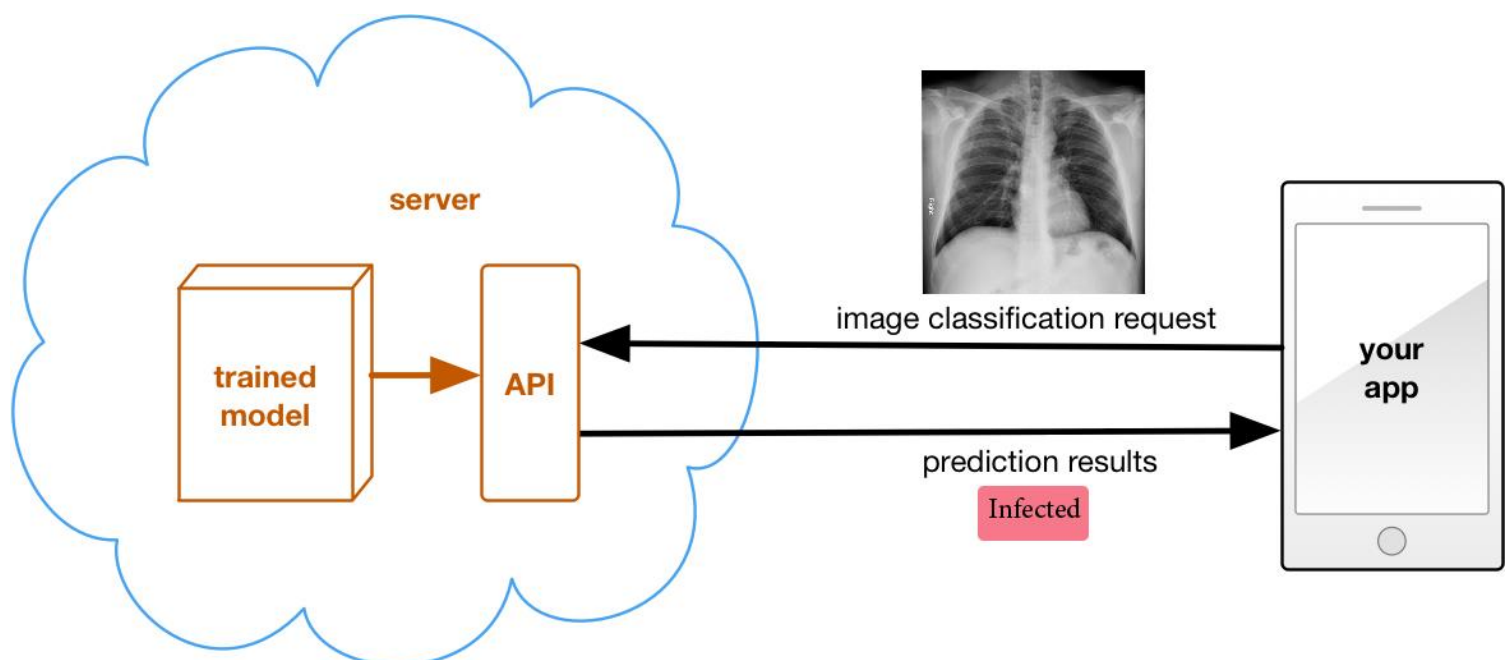 server
trained
model
API
image classification request
prediction results
Infected
your
app